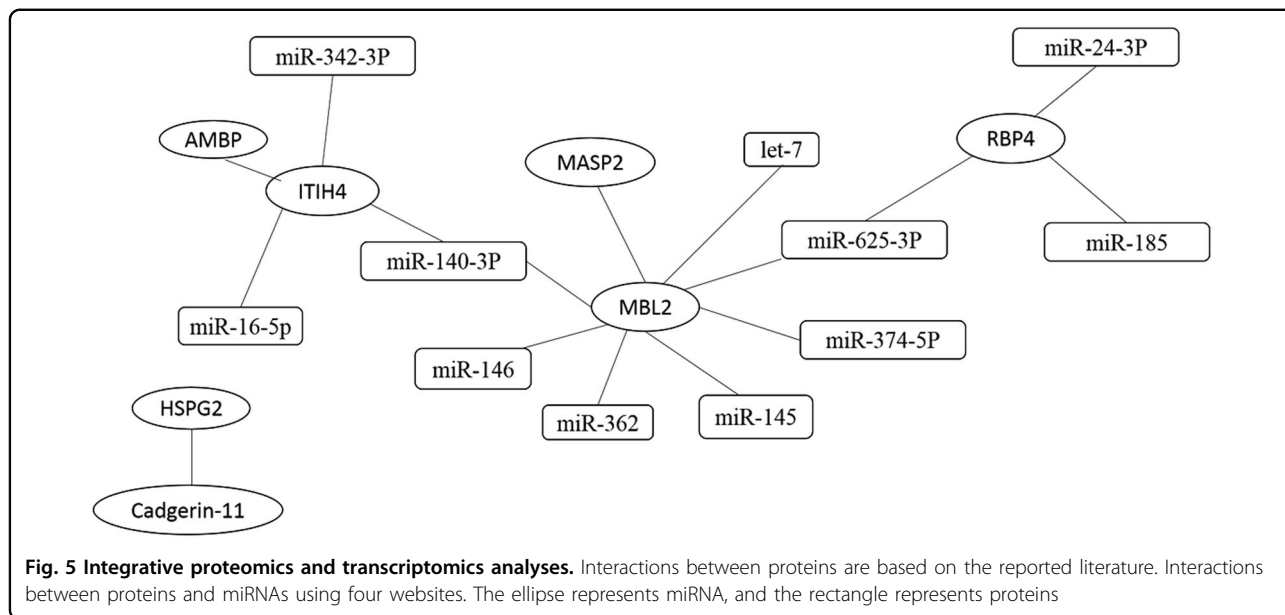 miR-342-3P
miR-24-3P
AMBP
MASP2
let-7
RBP4
ITIH4
miR-140-3P
miR-625-3P
miR-185
miR-16-5p
MBL2
miR-374-5P
miR-146
miR-362
miR-145
HSPG2
Cadgerin-11
Fig. 5 Integrative proteomics and transcriptomics analyses. Interactions between proteins are based on the reported literature. Interactions
between proteins and miRNAs using four websites. The ellipse represents miRNA, and the rectangle represents proteins